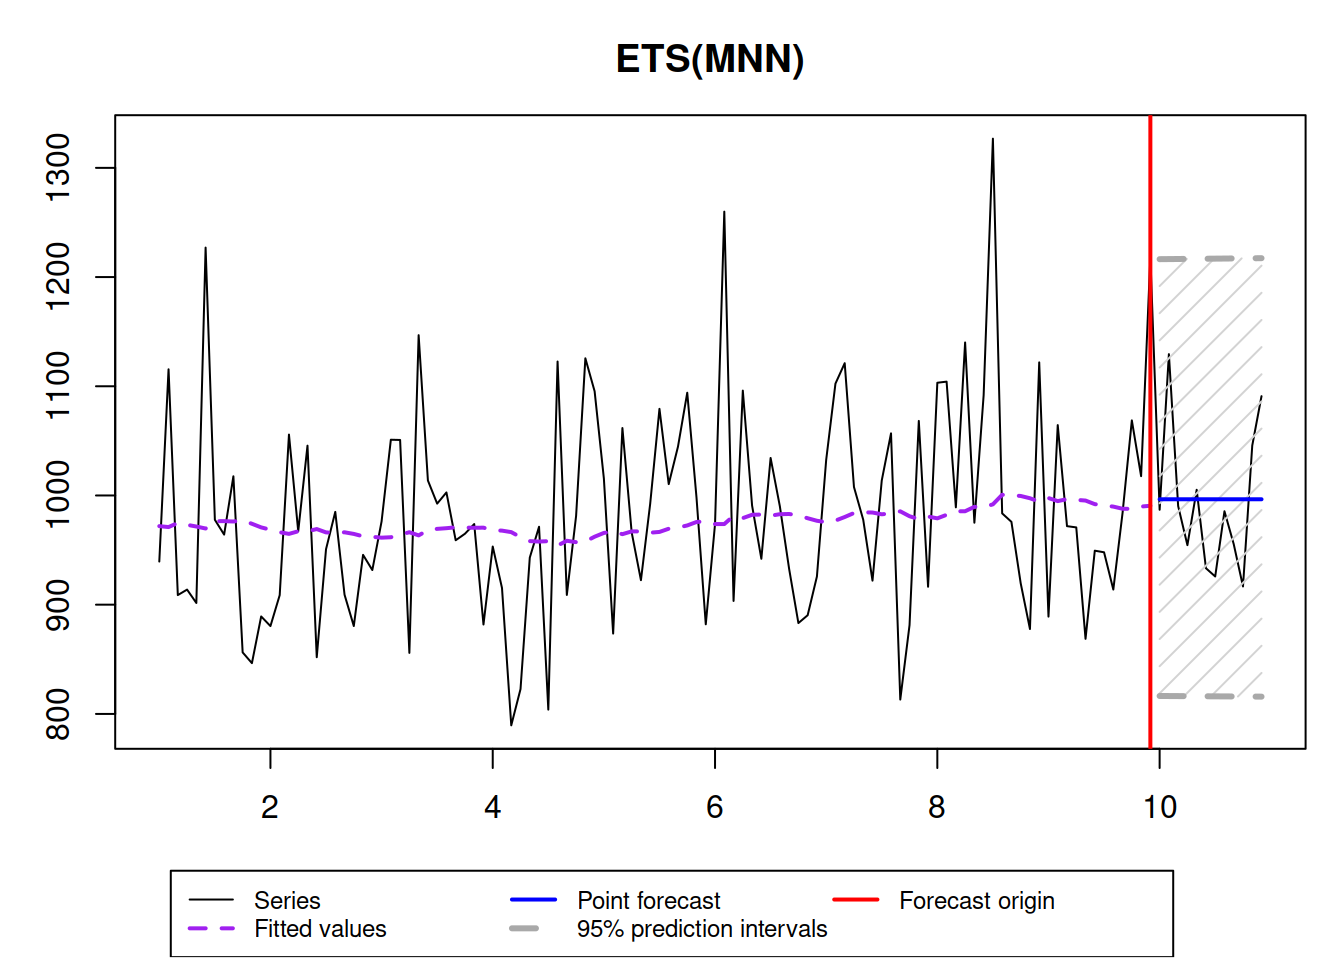 ETS(MNN)
1300
1200
1100
1000
900
800
2 4 6 8 10
Series Point forecast Forecast origin
Fitted values 95% prediction intervals